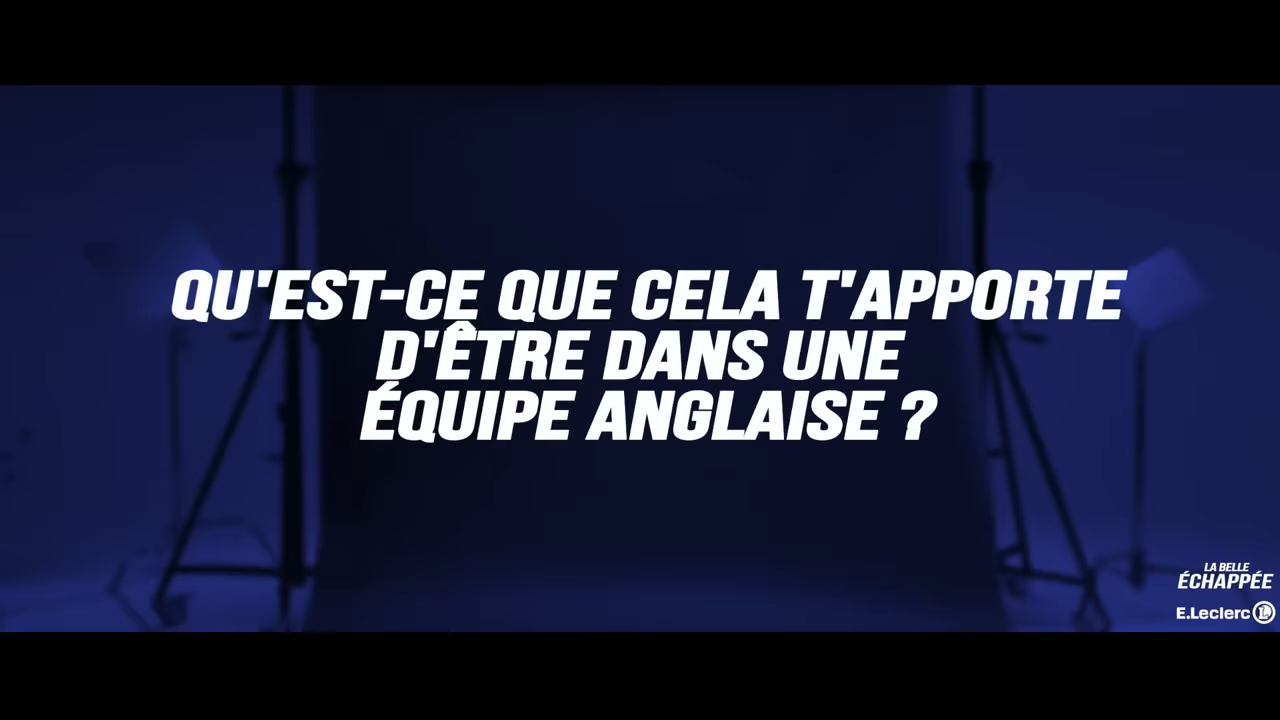 QU'EST-CE QUE CELA T'APPORTE
D'ÊTRE DANS UNE
ÉQUIPE ANGLAISE ?
LA BELLE
ÉCHAPPÉE
E.Leclerc L